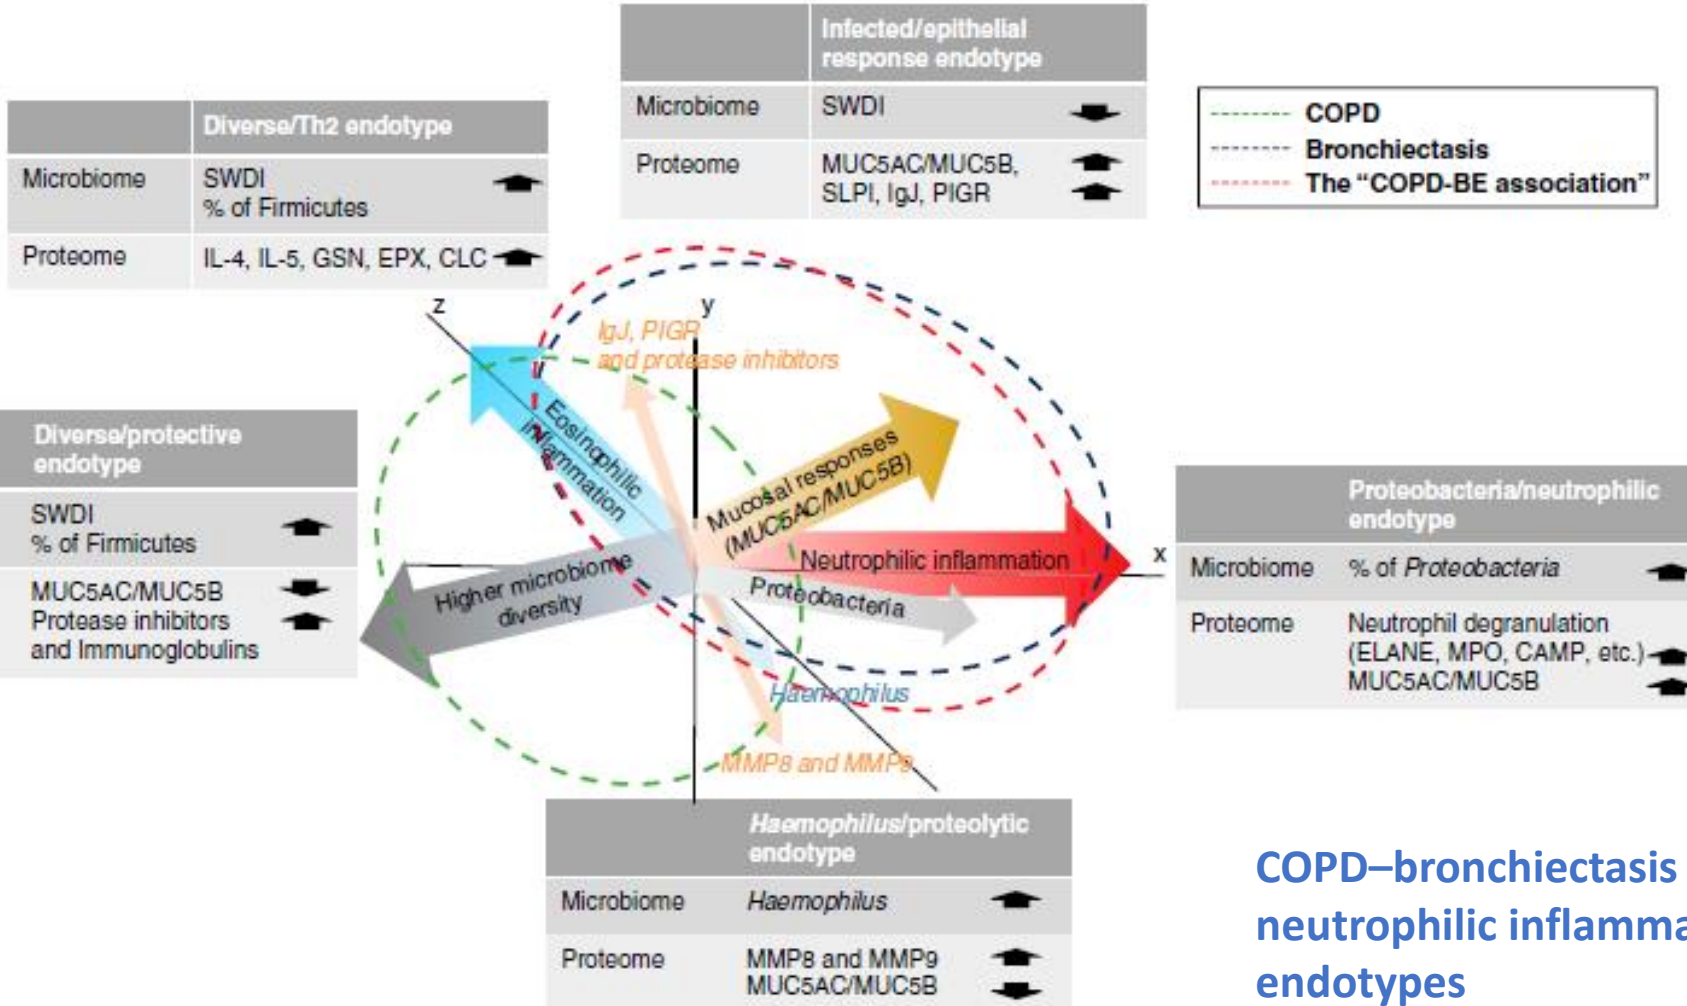 Infected/epithelial
response endotype
Microbiome SWDI
Proteome MUC5AC/MUC5B,
SLPI, IgJ, PIGR
COPD
Bronchiectasis
The "COPD-BE association"
Diverse/Th2 endotype
Microbiome SWDI
% of Firmicutes
Proteome IL-4, IL-5, GSN, EPX, CLC
z
y
IgJ, PIGR
and protease inhibitors
Eosinophilic
inflammation
Mucosal responses
(MUC5AC/MUC5B)
Diverse/protective
endotype
SWDI
% of Firmicutes
MUC5AC/MUC5B
Protease inhibitors
and Immunoglobulins
Higher microbiome
diversity
Neutrophilic inflammation
x
Proteobacteria
Haemophilus
MMP8 and MMP9
Proteobacteria/neutrophilic
endotype
Microbiome % of Proteobacteria
Proteome Neutrophil degranulation
(ELANE, MPO, CAMP, etc.)
MUC5AC/MUC5B
Haemophilus/proteolytic
endotype
Microbiome Haemophilus
Proteome MMP8 and MMP9
MUC5AC/MUC5B
COPD–bronchiectasis
neutrophilic inflamma
endotypes